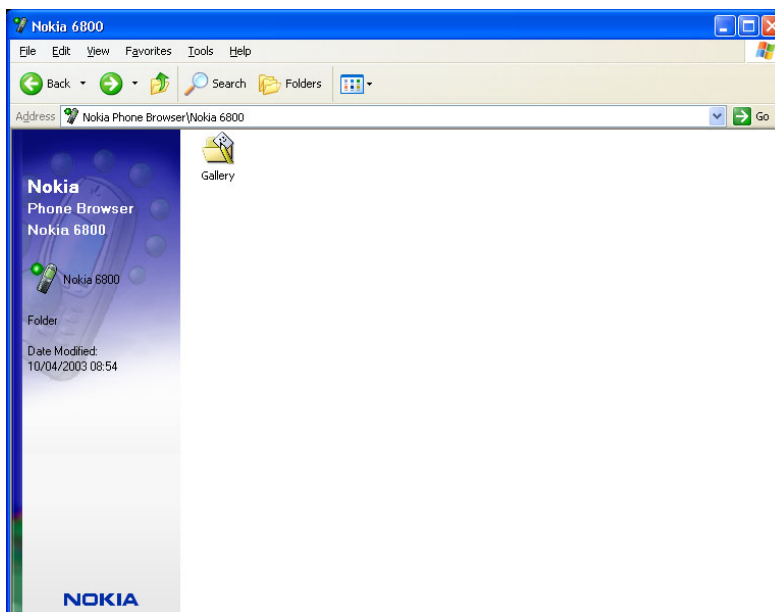 Nokia 6800
File Edit View Favorites Tools Help
Back Search Folders
Address Nokia Phone Browser\Nokia 6800 Go
Gallery
Nokia
Phone Browser
Nokia 6800
Nokia 6800
Folder
Date Modified:
10/04/2003 08:54
NOKIA